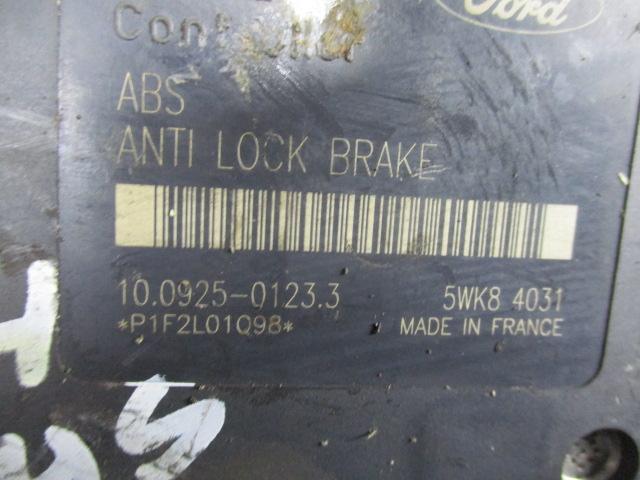 Ford
Controller
ABS
ANTI LOCK BRAKE
10.0925-0123.3
5WK8 4031
*P1F2L01098*
MADE IN FRANCE